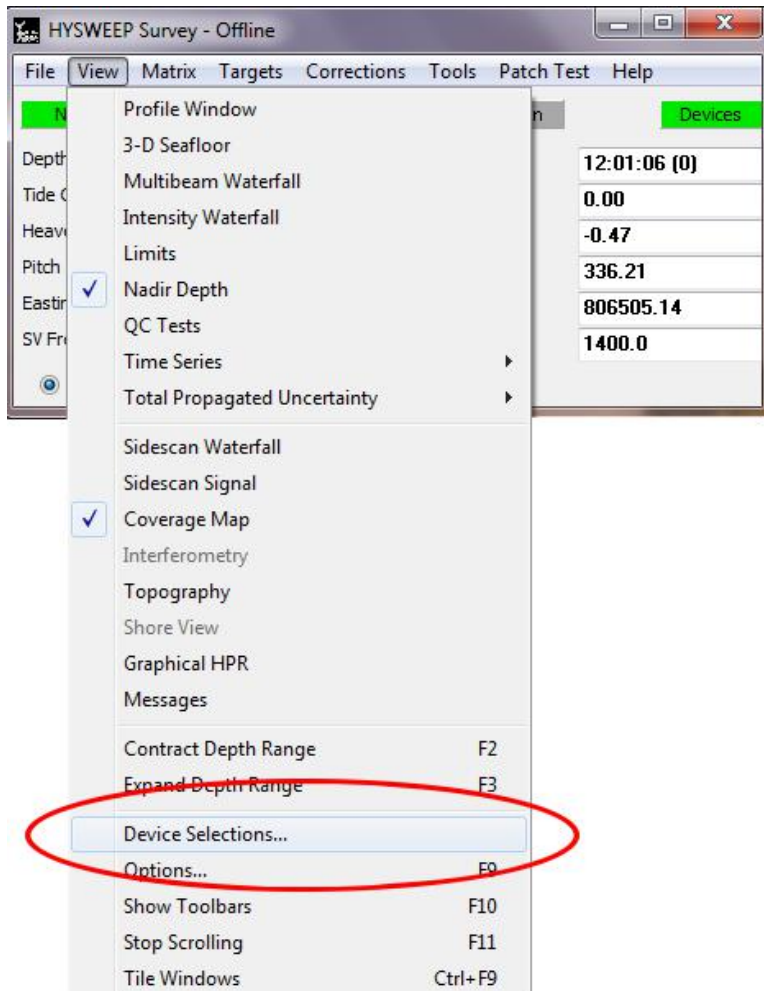 HYSWEEP Survey - Offline
File View Matrix Targets Corrections Tools Patch Test Help
Devices
Profile Window
3-D Seafloor
Multibeam Waterfall
Intensity Waterfall
Limits
Nadir Depth
QC Tests
Time Series
Total Propagated Uncertainty
Sidescan Waterfall
Sidescan Signal
Coverage Map
Interferometry
Topography
Shore View
Graphical HPR
Messages
Contract Depth Range F2
Expand Depth Range F3
Device Selections...
Options... F9
Show Toolbars F10
Stop Scrolling F11
Tile Windows Ctrl+F9
Depth
Tide
Heav
Pitch
Eastin
SV Fr
12:01:06 (0)
0.00
-0.47
336.21
806505.14
1400.0